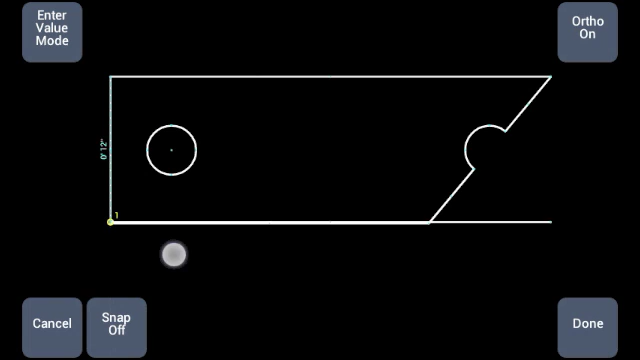 Enter
Value
Mode
Ortho
On
0' 12"
1
Cancel
Snap
Off
Done